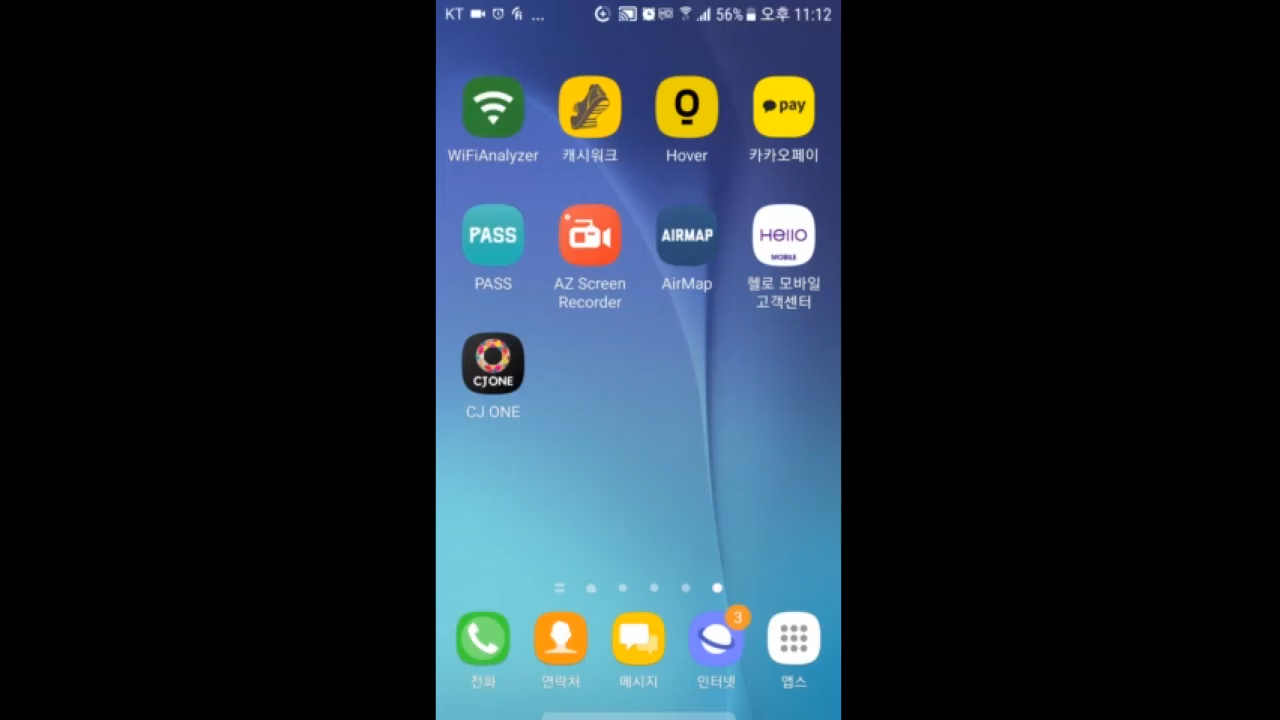 KT ... 56% 오후 11:12
pay
WiFiAnalyzer 캐시워크 Hover 카카오페이
PASS AIRMAP Hello
MOBILE
PASS AZ Screen AirMap 헬로 모바일
Recorder 고객센터
CJ ONE
CJ ONE
3
전화 연락처 메시지 인터넷 앱스